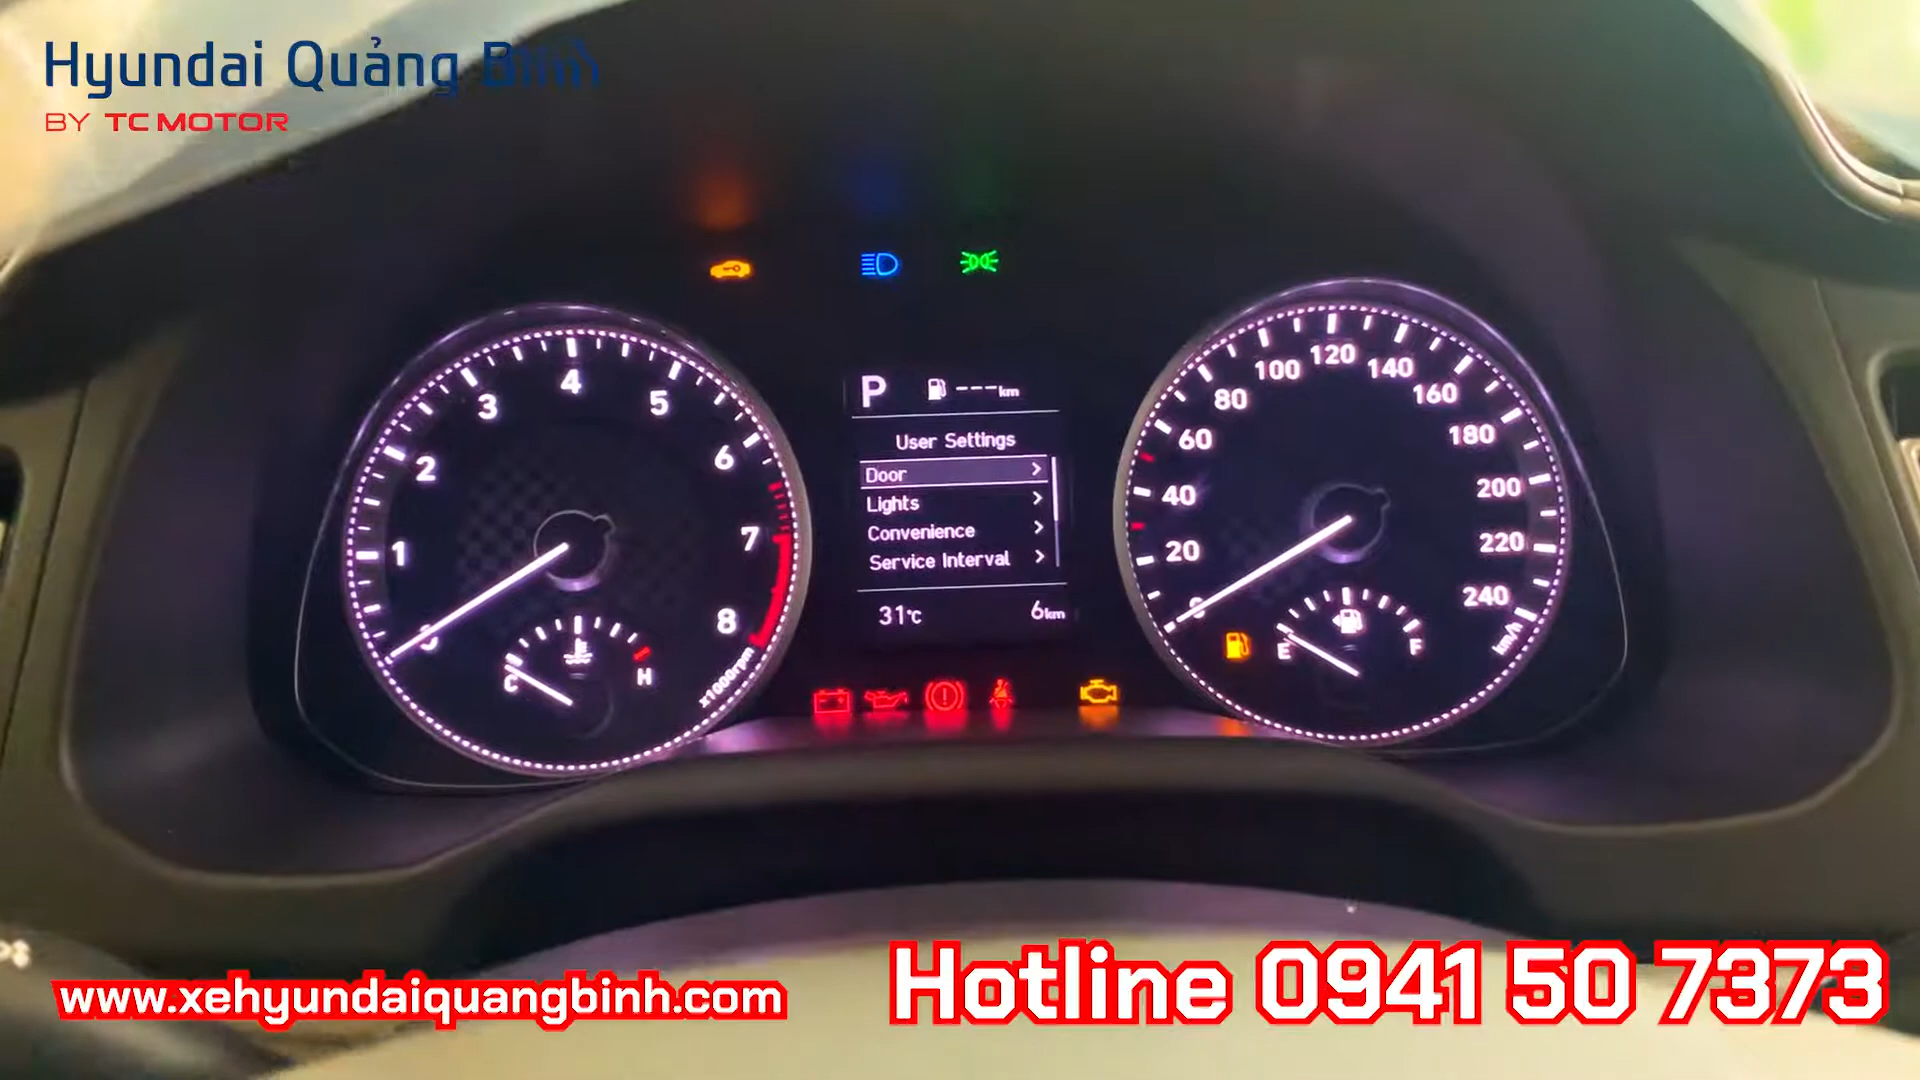 Hyundai Quảng
BY TC MOTOR
P --- km
User Settings
Door >
Lights >
Convenience >
Service Interval >
31℃ 6km
1
2
3
4
5
6
7
8
x1000rpm
C H
0
20
40
60
80
100
120
140
160
180
200
220
240
km/h
E F
www.xehyundaiquangbinh.com
Hotline 0941 50 7373